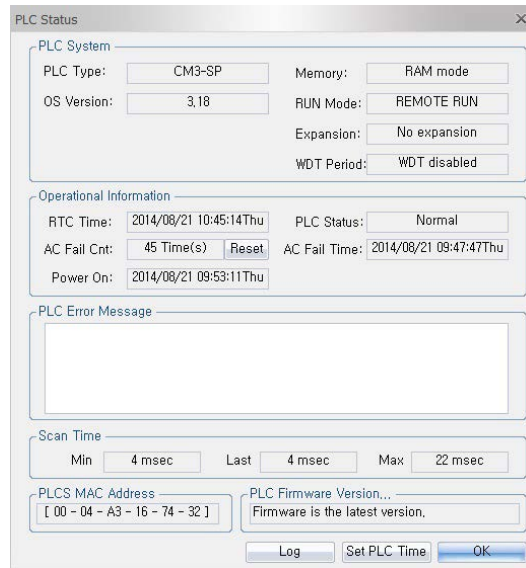 PLC Status
PLC System
PLC Type: CM3-SP Memory: RAM mode
OS Version: 3,18 RUN Mode: REMOTE RUN
Expansion: No expansion
WDT Period: WDT disabled
Operational Information
RTC Time: 2014/08/21 10:45:14Thu PLC Status: Normal
AC Fail Cnt: 45 Time(s) Reset AC Fail Time: 2014/08/21 09:47:47Thu
Power On: 2014/08/21 09:53:11Thu
PLC Error Message
Scan Time
Min 4 msec Last 4 msec Max 22 msec
PLCS MAC Address PLC Firmware Version,,,
[ 00 - 04 - A3 - 16 - 74 - 32 ] Firmware is the latest version,
Log Set PLC Time OK